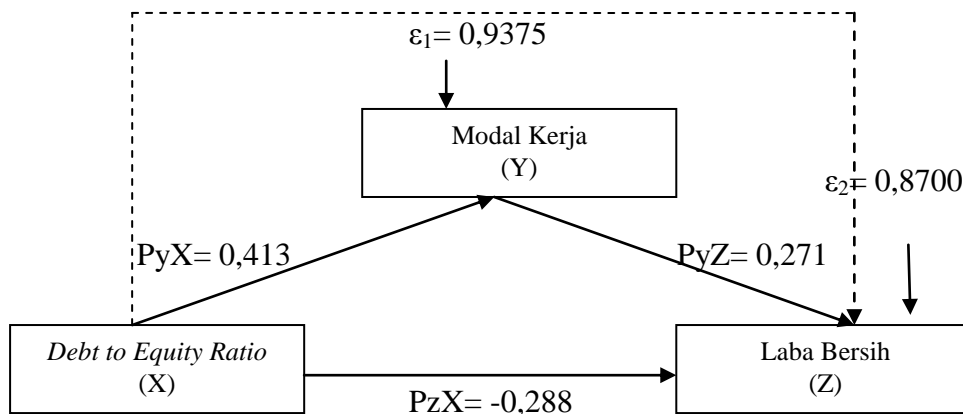 ε₁= 0,9375
Modal Kerja
(Y)
ε₂= 0,8700
PyX= 0,413
PyZ= 0,271
Debt to Equity Ratio
(X)
Laba Bersih
(Z)
PzX= -0,288